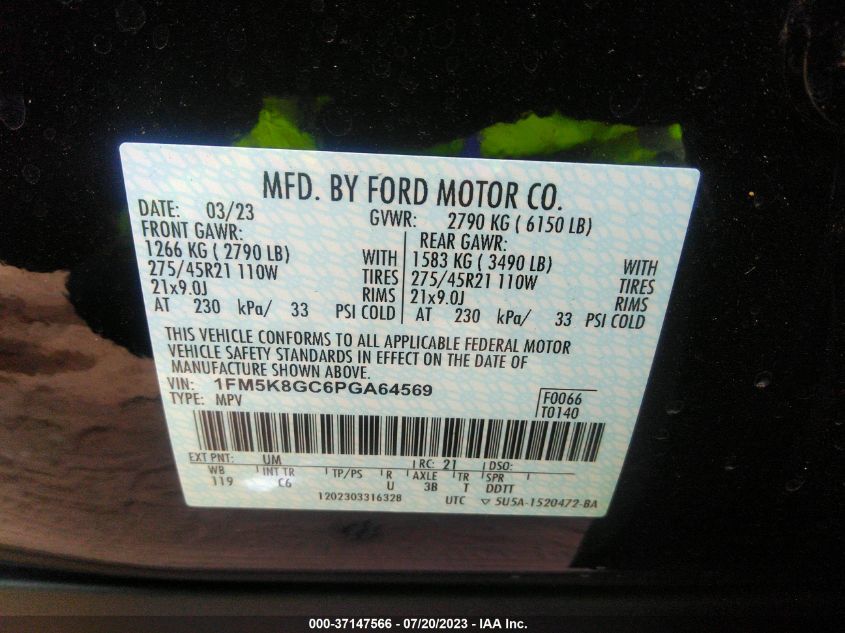 MFD. BY FORD MOTOR CO.
DATE: 03/23 GVWR: 2790 KG ( 6150 LB)
FRONT GAWR: REAR GAWR:
1266 KG ( 2790 LB) WITH 1583 KG ( 3490 LB) WITH
275/45R21 110W TIRES 275/45R21 110W TIRES
21x9.0J RIMS 21x9.0J RIMS
AT 230 kPa/ 33 PSI COLD AT 230 kPa/ 33 PSI COLD
THIS VEHICLE CONFORMS TO ALL APPLICABLE FEDERAL MOTOR
VEHICLE SAFETY STANDARDS IN EFFECT ON THE DATE OF
MANUFACTURE SHOWN ABOVE.
VIN: 1FM5K8GC6PGA64569 F0066
TYPE: MPV T0140
EXT PNT: UM RC: 21 DSO:
WB INT TR TP/PS R AXLE TR SPR
119 C6 U 3B T DDTT
1202303316328 UTC ▽ 5U5A-1520472-BA
000-37147566 - 07/20/2023 - IAA Inc.